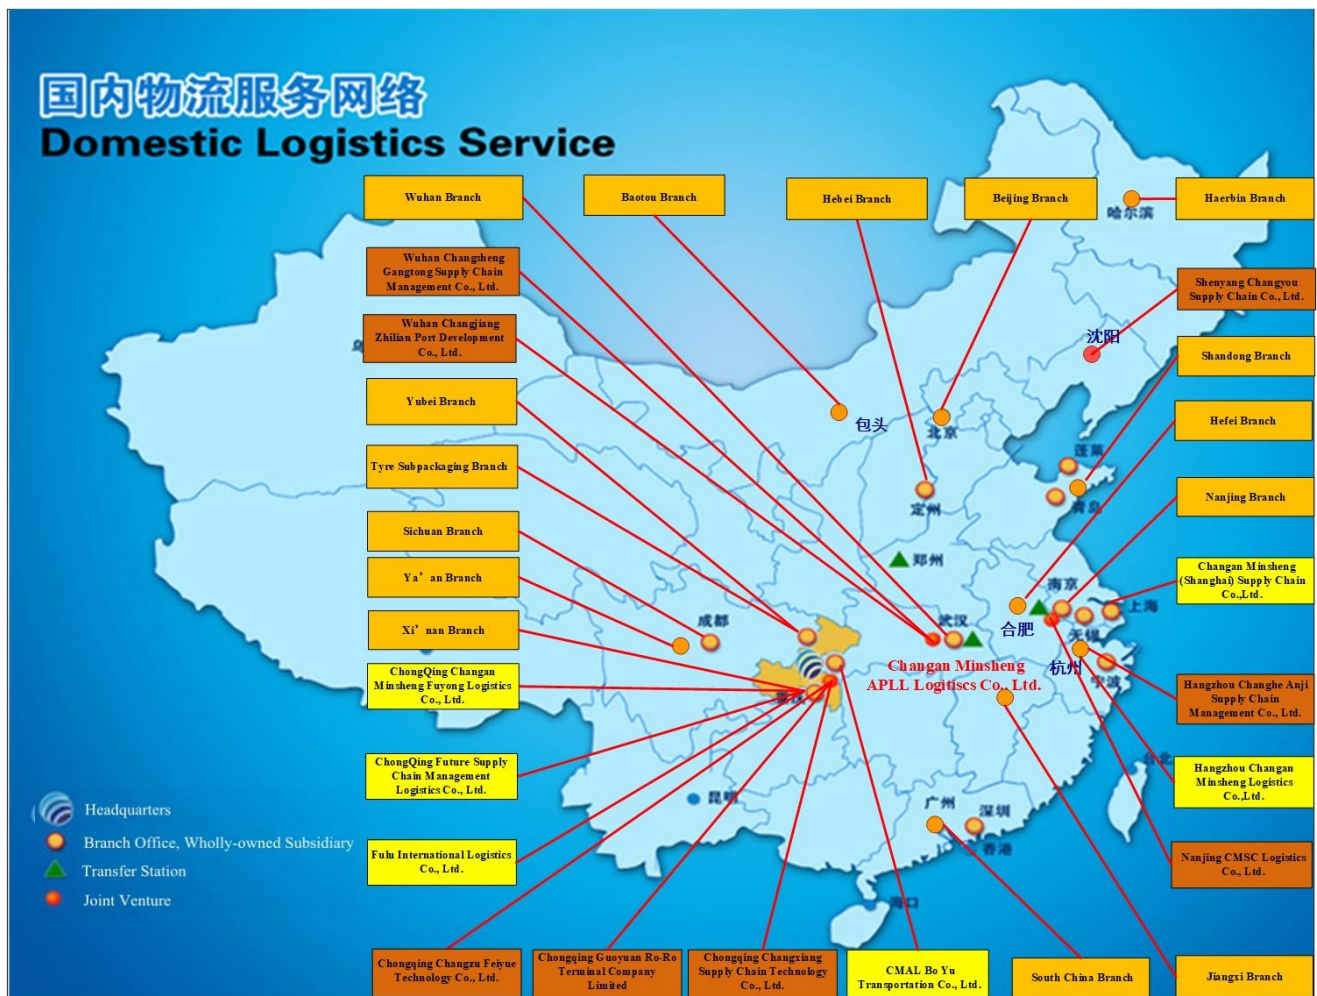 国内物流服务网络
Domestic Logistics Service
Wuhan Branch
Baotou Branch
Hebei Branch
Beijing Branch
Haerbin Branch
哈尔滨
Wuhan Changsheng
Gangtong Supply Chain
Management Co., Ltd.
Shenyang Changyou
Supply Chain Co., Ltd.
Wuhan Changjiang
Zhilian Port Development
Co., Ltd.
沈阳
Shandong Branch
Yubei Branch
包头
北京
Hefei Branch
蓬莱
Tyre Subpackaging Branch
定州
青岛
Nanjing Branch
Sichuan Branch
郑州
Changan Minsheng
(Shanghai) Supply Chain
Co.,Ltd.
Ya’an Branch
南京
上海
成都
武汉
合肥
无锡
Xi’nan Branch
Changan Minsheng
APLL Logitiscs Co., Ltd.
杭州
宁波
ChongQing Changan
Minsheng Fuyong Logistics
Co., Ltd.
重庆
Hangzhou Changhe Anji
Supply Chain
Management Co., Ltd.
ChongQing Future Supply
Chain Management
Logistics Co., Ltd.
台北
Hangzhou Changan
Minsheng Logistics
Co.,Ltd.
昆明
广州
深圳
香港
Headquarters
Branch Office, Wholly-owned Subsidiary
Transfer Station
Joint Venture
Fulu International Logistics
Co., Ltd.
Nanjing CMSC Logistics
Co., Ltd.
海口
Chongqing Changzu Feiyue
Technology Co., Ltd.
Chongqing Guoyuan Ro-Ro
Terminal Company
Limited
Chongqing Changxiang
Supply Chain Technology
Co., Ltd.
CMAL Bo Yu
Transportation Co., Ltd.
South China Branch
Jiangxi Branch